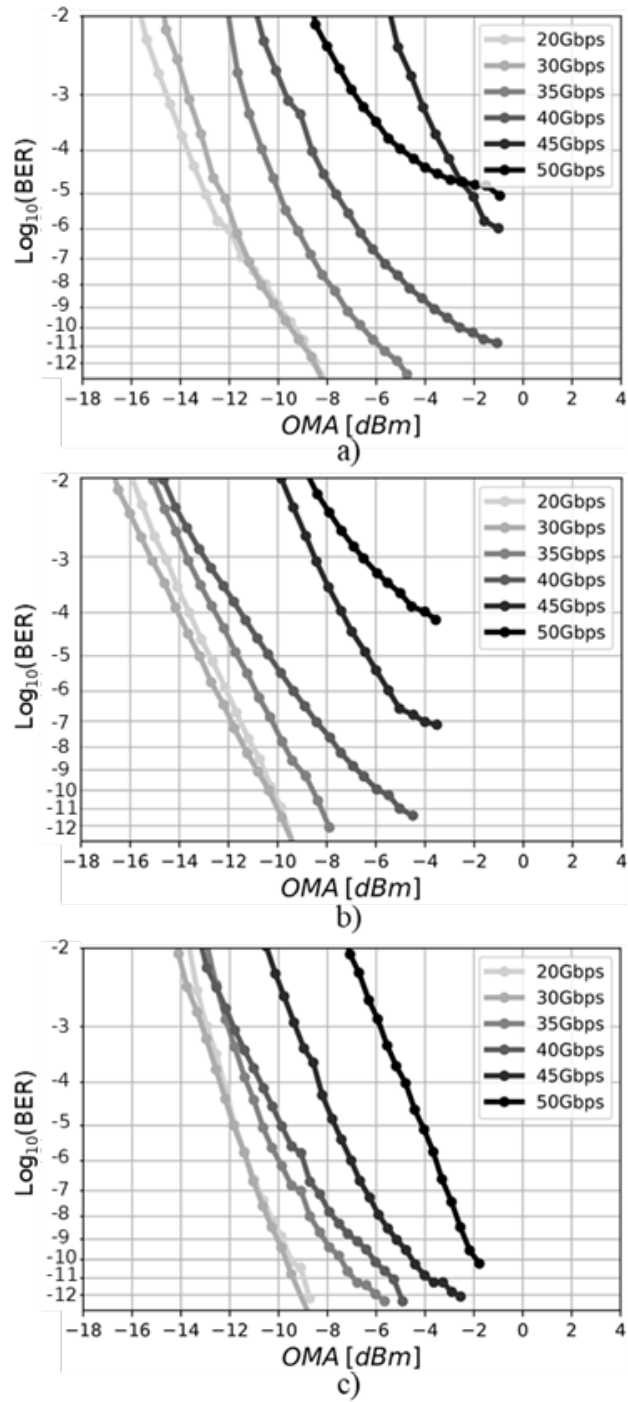 -2
-3
-4
-5
-6
-7
-8
-9
-10
-11
-12
Log10(BER)
20Gbps
30Gbps
35Gbps
40Gbps
45Gbps
50Gbps
-18 -16 -14 -12 -10 -8 -6 -4 -2 0 2 4
OMA [dBm]
a)
-2
-3
-4
-5
-6
-7
-8
-9
-10
-11
-12
Log10(BER)
20Gbps
30Gbps
35Gbps
40Gbps
45Gbps
50Gbps
−18 −16 −14 −12 −10 −8 −6 −4 −2 0 2 4
OMA [dBm]
b)
-2
-3
-4
-5
-6
-7
-8
-9
-10
-11
-12
Log10(BER)
20Gbps
30Gbps
35Gbps
40Gbps
45Gbps
50Gbps
−18 −16 −14 −12 −10 −8 −6 −4 −2 0 2 4
OMA [dBm]
c)